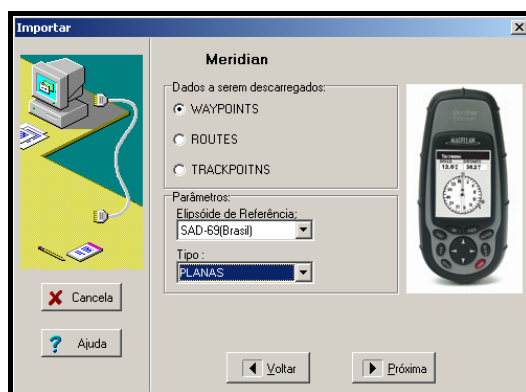 Importar
Meridian
Dados a serem descarregados:
WAYPOINTS
ROUTES
TRACKPOITNS
Parâmetros:
Elipsóide de Referência;
SAD-69(Brasil)
Tipo :
PLANAS
Cancela
Ajuda
Voltar
Próxima
MAGELLAN